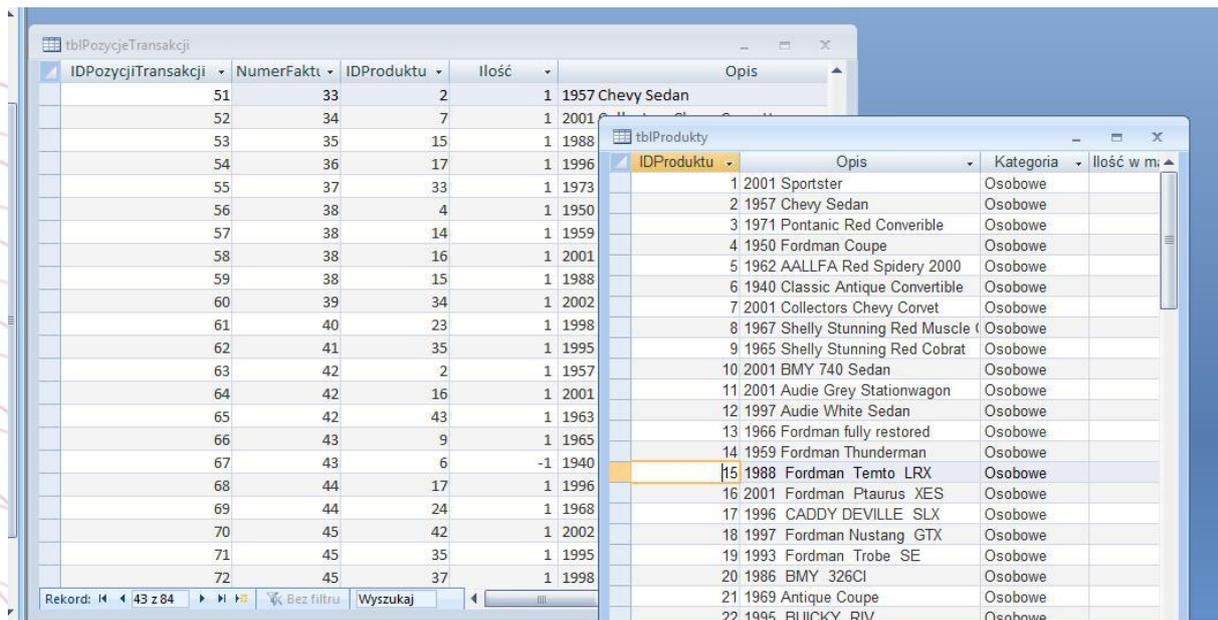 tblPozycjeTransakcji
IDPozycjiTransakcji NumerFaktu IDProduktu Ilość Opis
51 33 2 1 1957 Chevy Sedan
52 34 7 1 2001
53 35 15 1 1988
54 36 17 1 1996
55 37 33 1 1973
56 38 4 1 1950
57 38 14 1 1959
58 38 16 1 2001
59 38 15 1 1988
60 39 34 1 2002
61 40 23 1 1998
62 41 35 1 1995
63 42 2 1 1957
64 42 16 1 2001
65 42 43 1 1963
66 43 9 1 1965
67 43 6 -1 1940
68 44 17 1 1996
69 44 24 1 1968
70 45 42 1 2002
71 45 35 1 1995
72 45 37 1 1998
Rekord: 43 z 84 Bez filtru Wyszukaj
tblProdukty
IDProduktu Opis Kategoria Ilość w ma
1 2001 Sportster Osobowe
2 1957 Chevy Sedan Osobowe
3 1971 Pontanic Red Converible Osobowe
4 1950 Fordman Coupe Osobowe
5 1962 AALLFA Red Spidery 2000 Osobowe
6 1940 Classic Antique Convertible Osobowe
7 2001 Collectors Chevy Corvet Osobowe
8 1967 Shelly Stunning Red Muscle ( Osobowe
9 1965 Shelly Stunning Red Cobrat Osobowe
10 2001 BMY 740 Sedan Osobowe
11 2001 Audie Grey Stationwagon Osobowe
12 1997 Audie White Sedan Osobowe
13 1966 Fordman fully restored Osobowe
14 1959 Fordman Thunderman Osobowe
15 1988 Fordman Temto LRX Osobowe
16 2001 Fordman Ptaurus XES Osobowe
17 1996 CADDY DEVILLE SLX Osobowe
18 1997 Fordman Nustang GTX Osobowe
19 1993 Fordman Trobe SE Osobowe
20 1986 BMY 326CI Osobowe
21 1969 Antique Coupe Osobowe
22 1995 BUICKY RIV Osobowe